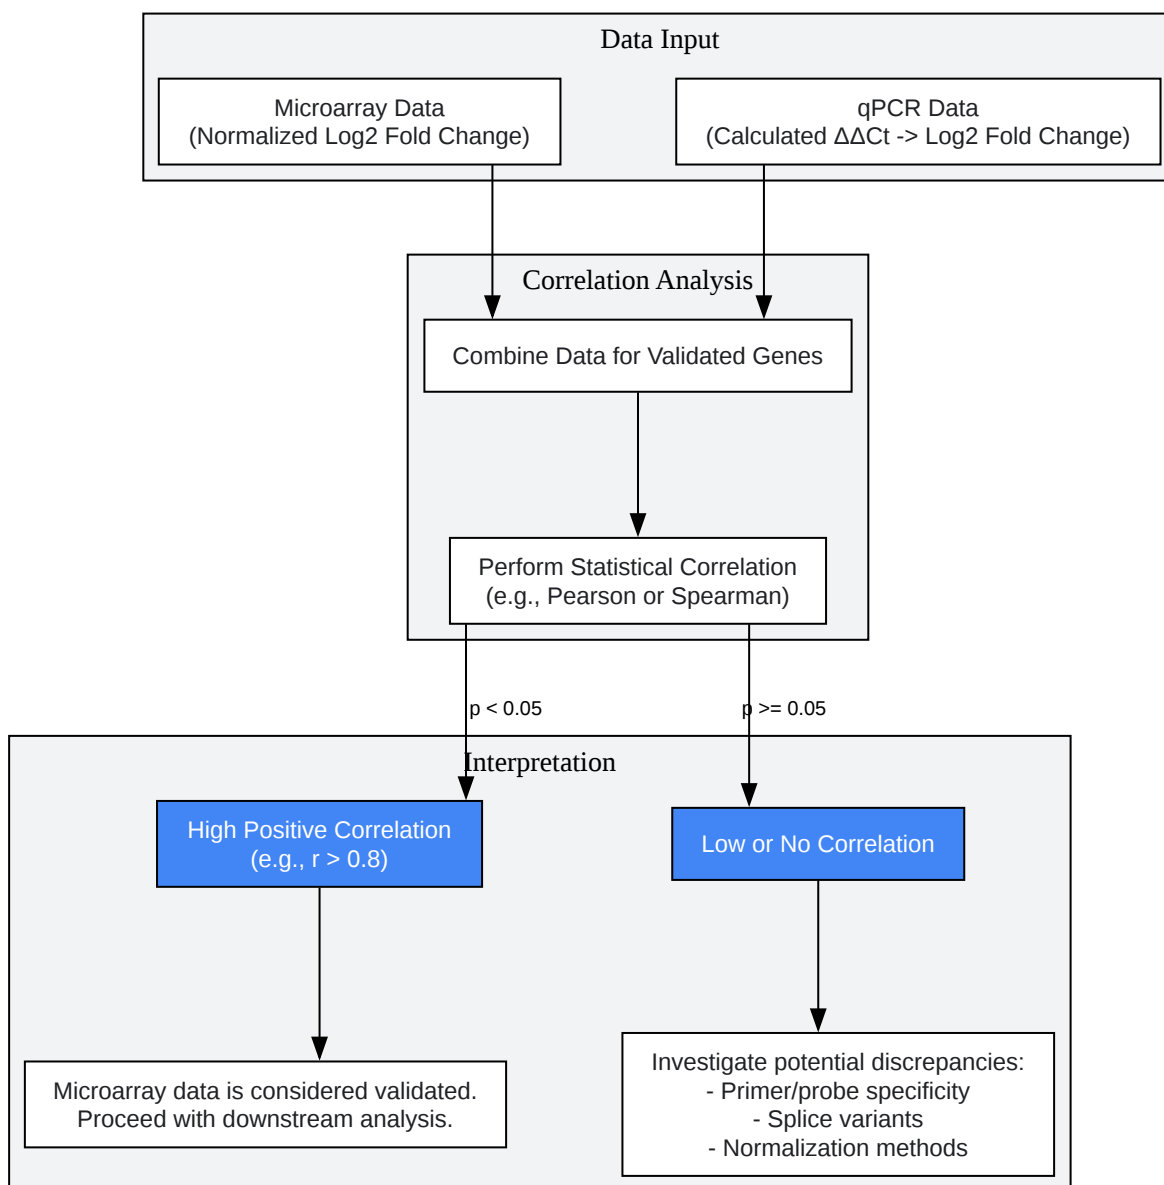 Data Input
Microarray Data
(Normalized Log2 Fold Change)
qPCR Data
(Calculated ΔΔCt -> Log2 Fold Change)
Correlation Analysis
Combine Data for Validated Genes
Perform Statistical Correlation
(e.g., Pearson or Spearman)
p < 0.05
p >= 0.05
Interpretation
High Positive Correlation
(e.g., r > 0.8)
Low or No Correlation
Microarray data is considered validated.
Proceed with downstream analysis.
Investigate potential discrepancies:
- Primer/probe specificity
- Splice variants
- Normalization methods